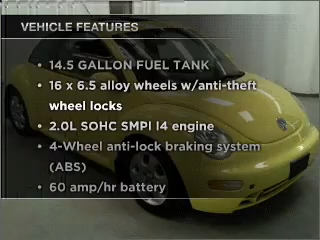 VEHICLE FEATURES
• 14.5 GALLON FUEL TANK
• 16 x 6.5 alloy wheels w/anti-theft
wheel locks
• 2.0L SOHC SMPI I4 engine
• 4-Wheel anti-lock braking system
(ABS)
• 60 amp/hr battery